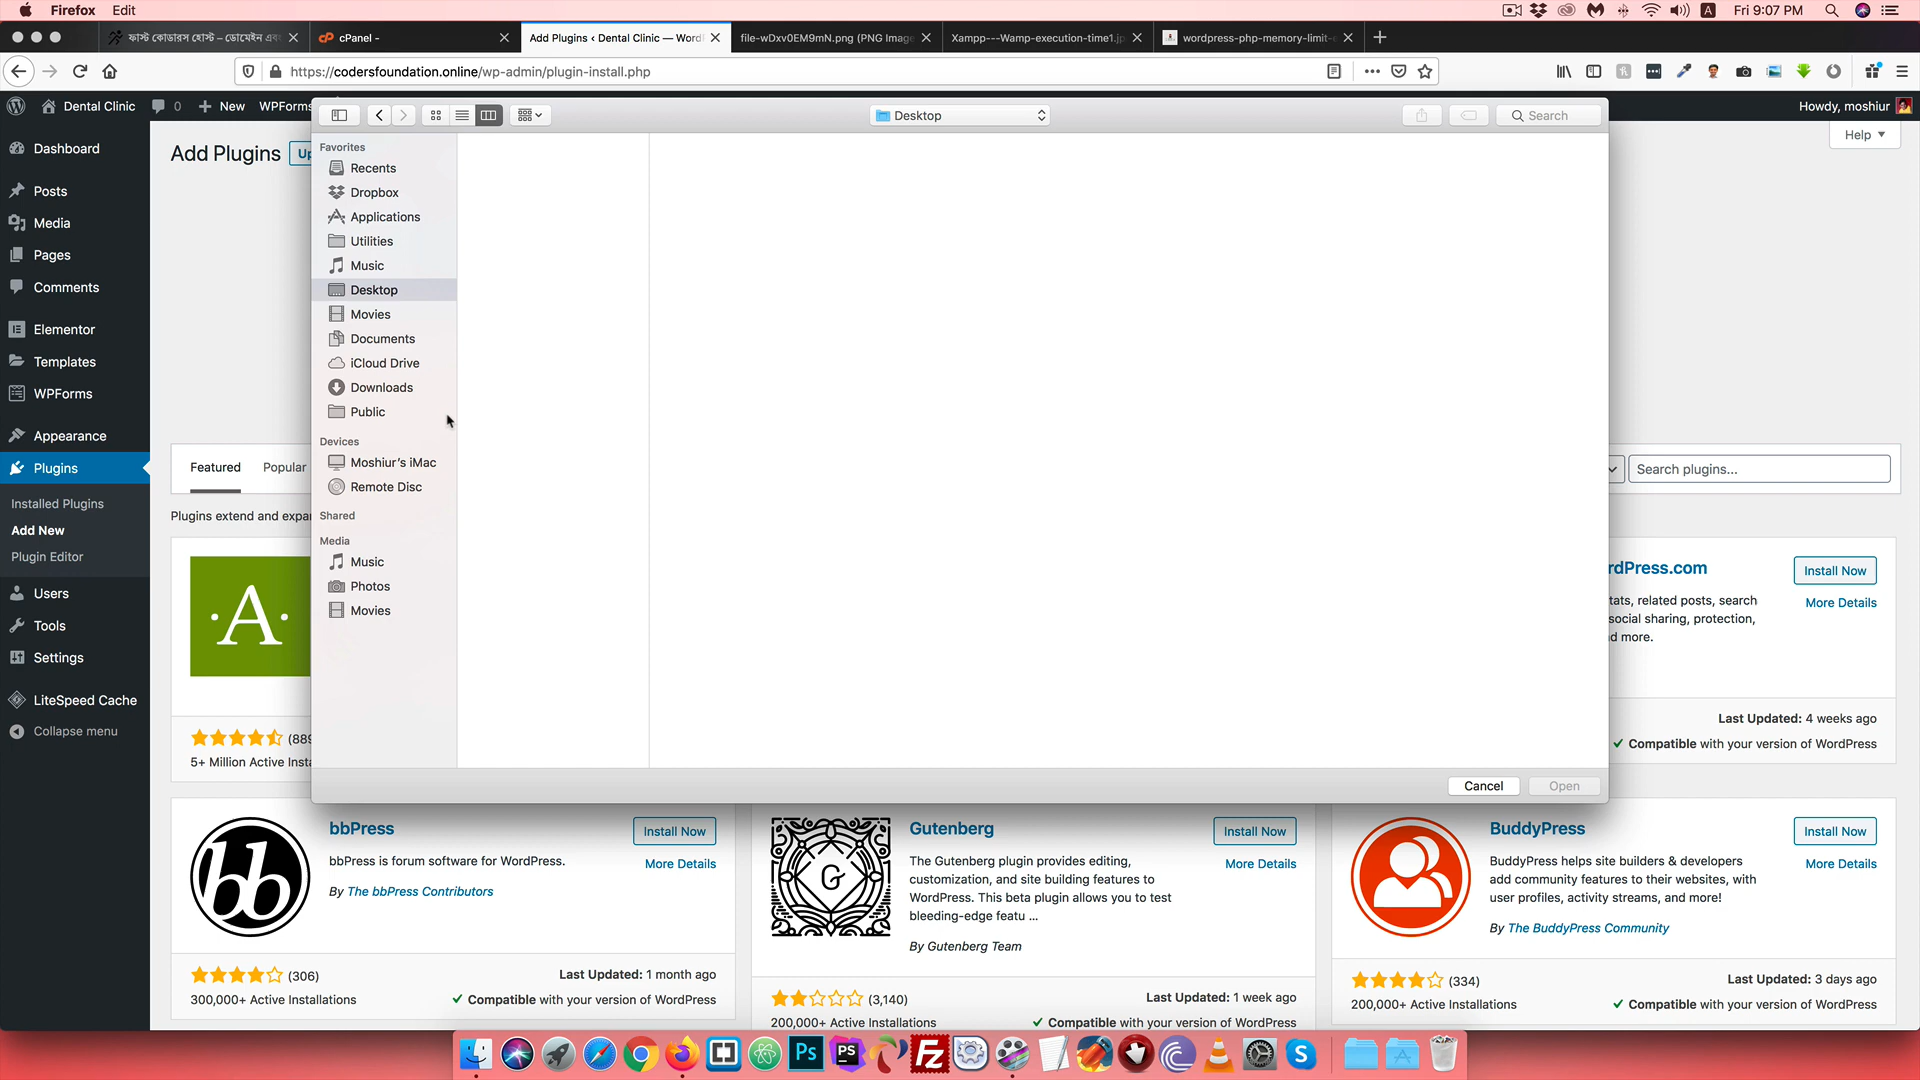 Firefox Edit
Fri 9:07 PM
ফাস্ট কোডারস হোস্ট – ডোমেইন এবং
cPanel -
Add Plugins ‹ Dental Clinic — Word
file-wDxv0EM9mN.png (PNG Image
Xampp---Wamp-execution-time1.jp
wordpress-php-memory-limit-
https://codersfoundation.online/wp-admin/plugin-install.php
Dental Clinic 0 New WPForms
Howdy, moshiur
Desktop
Search
Help
Add Plugins
Dashboard
Posts
Media
Pages
Comments
Elementor
Templates
WPForms
Appearance
Plugins
Installed Plugins
Add New
Plugin Editor
Users
Tools
Settings
LiteSpeed Cache
Collapse menu
Favorites
Recents
Dropbox
Applications
Utilities
Music
Desktop
Movies
Documents
iCloud Drive
Downloads
Public
Devices
Moshiur's iMac
Remote Disc
Shared
Media
Music
Photos
Movies
Cancel
Open
Featured Popular
Search plugins...
Plugins extend and expa
A
(889
5+ Million Active Insta
rdPress.com
Install Now
More Details
tats, related posts, search
social sharing, protection,
d more.
Last Updated: 4 weeks ago
Compatible with your version of WordPress
bb
bbPress
Install Now
More Details
bbPress is forum software for WordPress.
By The bbPress Contributors
(306)
300,000+ Active Installations
Last Updated: 1 month ago
Compatible with your version of WordPress
G
Gutenberg
Install Now
More Details
The Gutenberg plugin provides editing,
customization, and site building features to
WordPress. This beta plugin allows you to test
bleeding-edge featu ...
By Gutenberg Team
(3,140)
200,000+ Active Installations
Last Updated: 1 week ago
Compatible with your version of WordPress
BuddyPress
Install Now
More Details
BuddyPress helps site builders & developers
add community features to their websites, with
user profiles, activity streams, and more!
By The BuddyPress Community
(334)
200,000+ Active Installations
Last Updated: 3 days ago
Compatible with your version of WordPress
Ps
PS
FZ